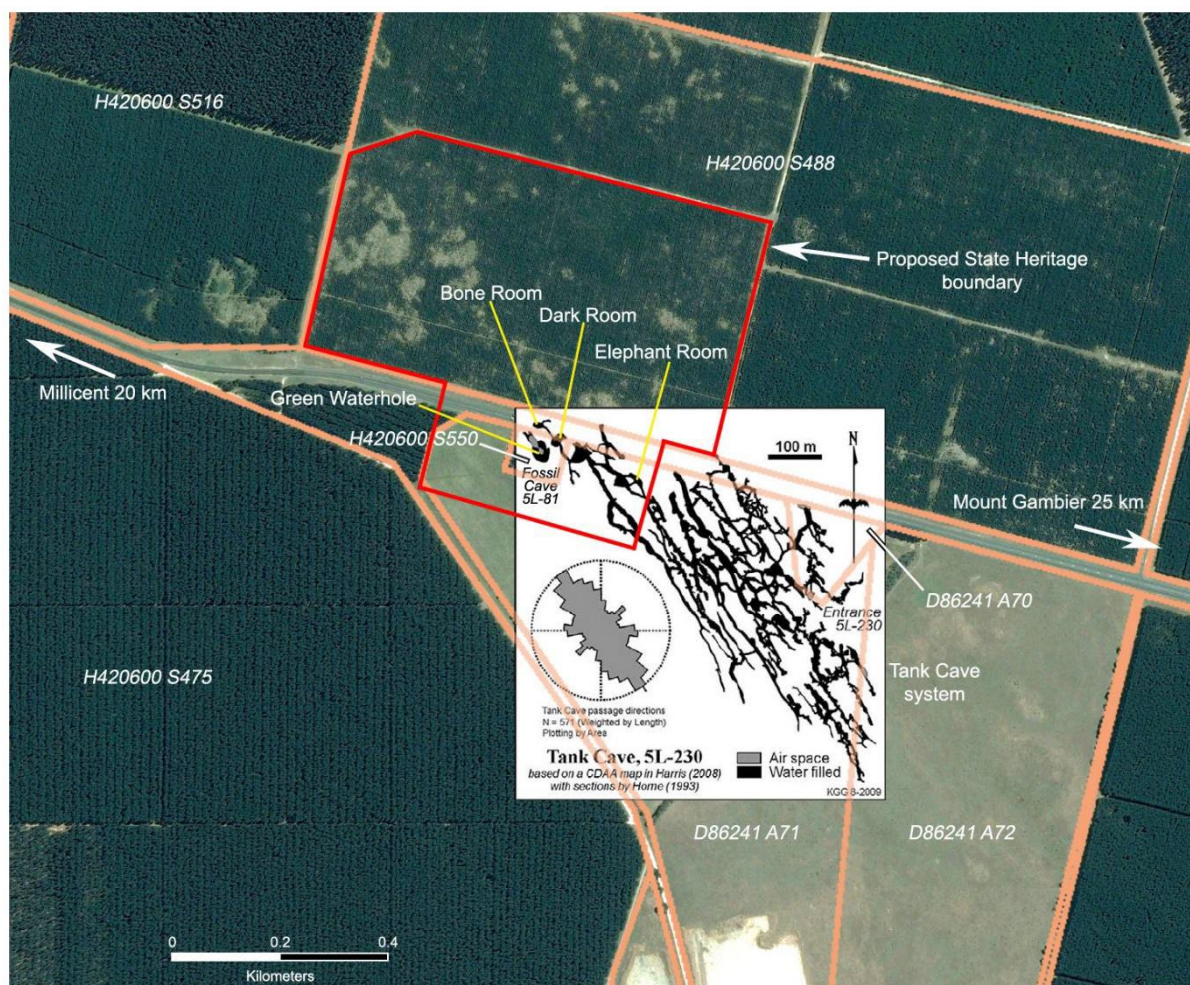 H420600 S516
H420600 S488
Proposed State Heritage
boundary
Bone Room
Dark Room
Elephant Room
Millicent 20 km
Green Waterhole
H420600 S550
Fossil
Cave
5L-81
100 m
N
Mount Gambier 25 km
D86241 A70
Entrance
5L-230
Tank Cave
system
H420600 S475
Tank Cave passage directions
N = 571 (Weighted by Length)
Plotting by Area
Tank Cave, 5L-230
based on a CDAA map in Harris (2008)
with sections by Horne (1993)
Air space
Water filled
KGG 8-2009
D86241 A71
D86241 A72
0 0.2 0.4
Kilometers